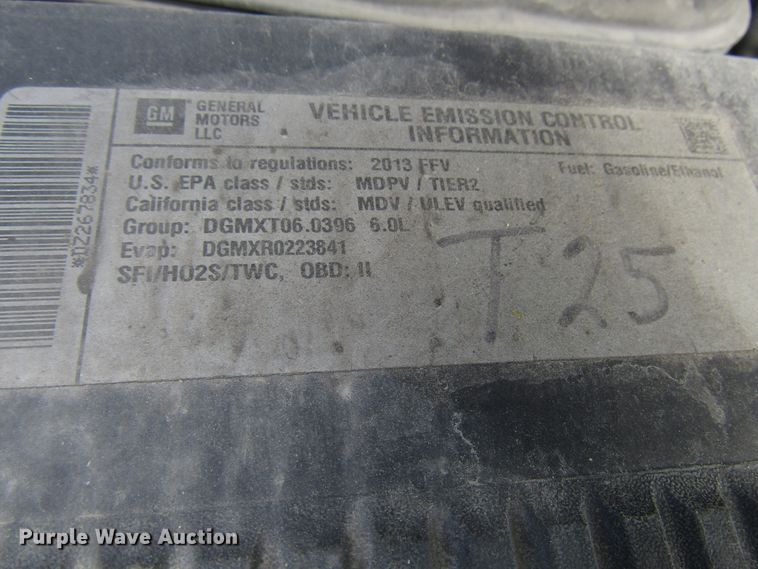 *DZ267834*
GM GENERAL MOTORS LLC
VEHICLE EMISSION CONTROL INFORMATION
Conforms to regulations: 2013 FFV Fuel: Gasoline/Ethanol
U.S. EPA class / stds: MDPV / TIER2
California class / stds: MDV / ULEV qualified
Group: DGMXT06.0396 6.0L
Evap: DGMXR0223841
SFI/HO2S/TWC, OBD: II
T 25
Purple Wave Auction